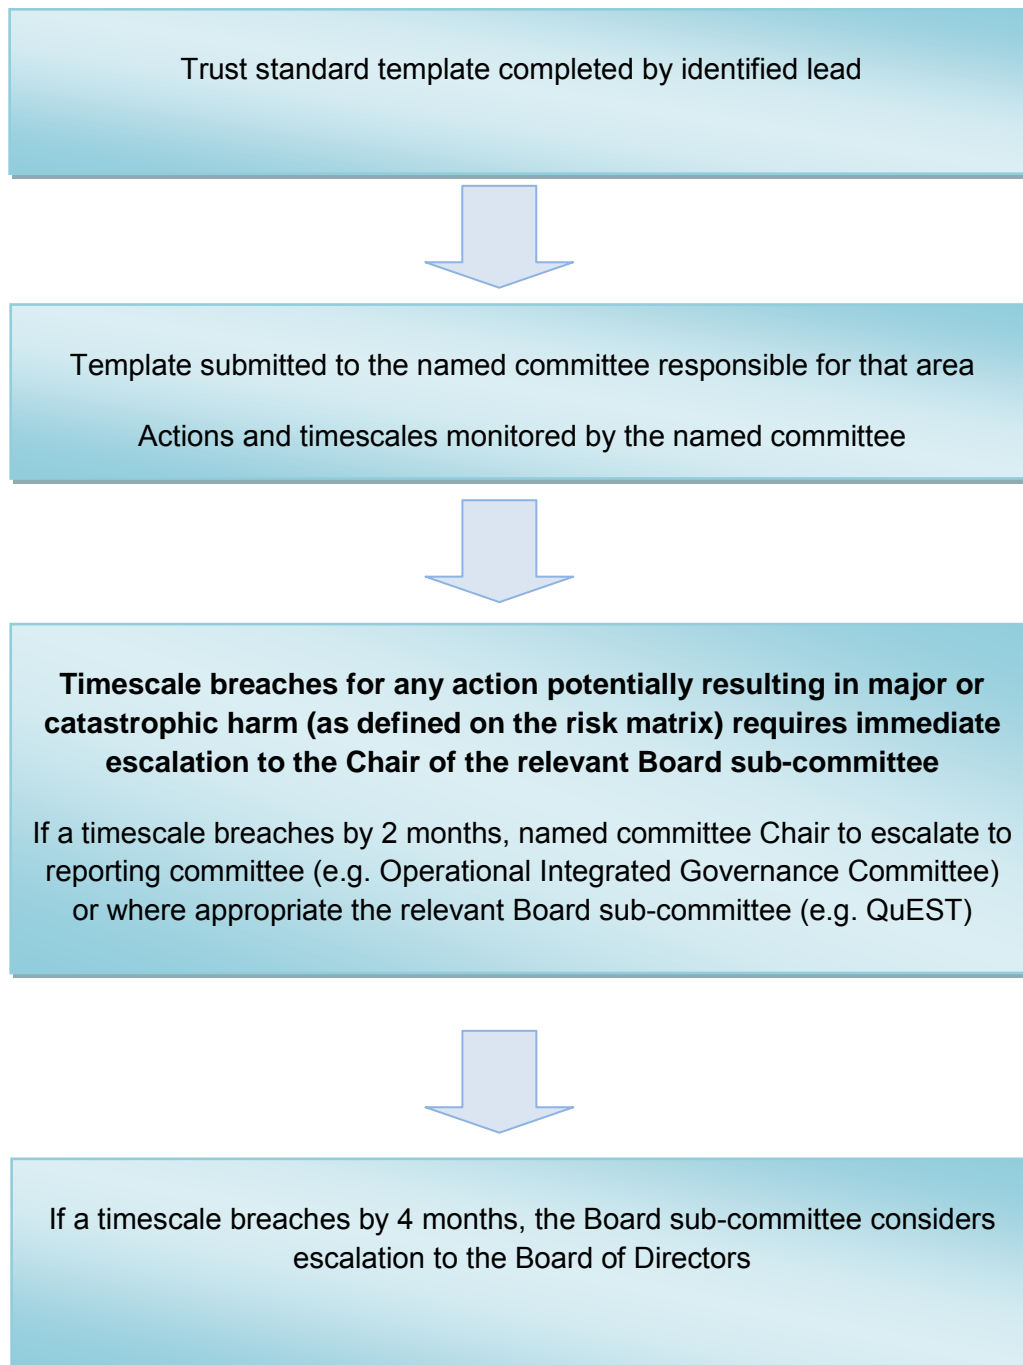 Trust standard template completed by identified lead
Template submitted to the named committee responsible for that area
Actions and timescales monitored by the named committee
Timescale breaches for any action potentially resulting in major or
catastrophic harm (as defined on the risk matrix) requires immediate
escalation to the Chair of the relevant Board sub-committee
If a timescale breaches by 2 months, named committee Chair to escalate to
reporting committee (e.g. Operational Integrated Governance Committee)
or where appropriate the relevant Board sub-committee (e.g. QuEST)
If a timescale breaches by 4 months, the Board sub-committee considers
escalation to the Board of Directors